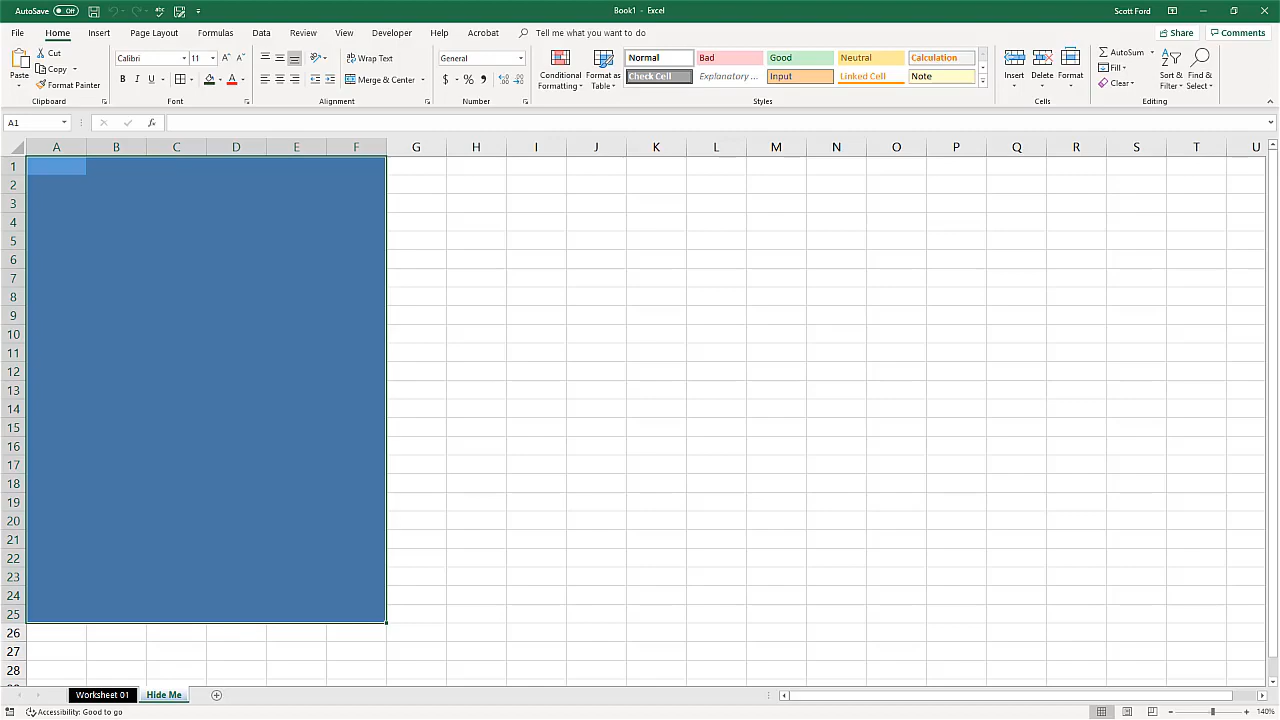 AutoSave Off
Book1 - Excel
Scott Ford
File Home Insert Page Layout Formulas Data Review View Developer Help Acrobat Tell me what you want to do Share Comments
Paste
Cut
Copy
Format Painter
Clipboard
Calibri 11
B I U A
Font
Wrap Text
Merge & Center
Alignment
General
$ % ,
Number
Conditional Formatting
Format as Table
Normal Bad Good Neutral Calculation
Check Cell Explanatory ... Input Linked Cell Note
Styles
Insert Delete Format
Cells
AutoSum
Fill
Clear
Sort & Filter
Find & Select
Editing
A1 fx
A B C D E F G H I J K L M N O P Q R S T U
1
2
3
4
5
6
7
8
9
10
11
12
13
14
15
16
17
18
19
20
21
22
23
24
25
26
27
28
Worksheet 01 Hide Me
Accessibility: Good to go
140%